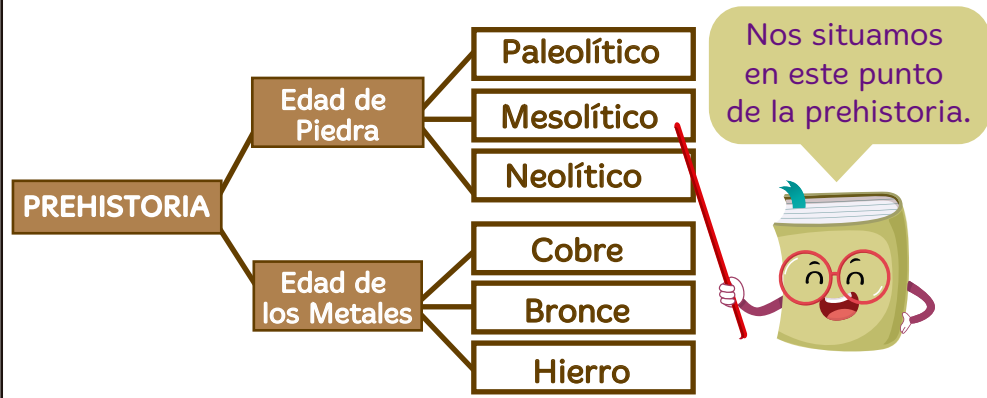 PREHISTORIA
Edad de
Piedra
Paleolítico
Mesolítico
Neolítico
Edad de
los Metales
Cobre
Bronce
Hierro
Nos situamos
en este punto
de la prehistoria.